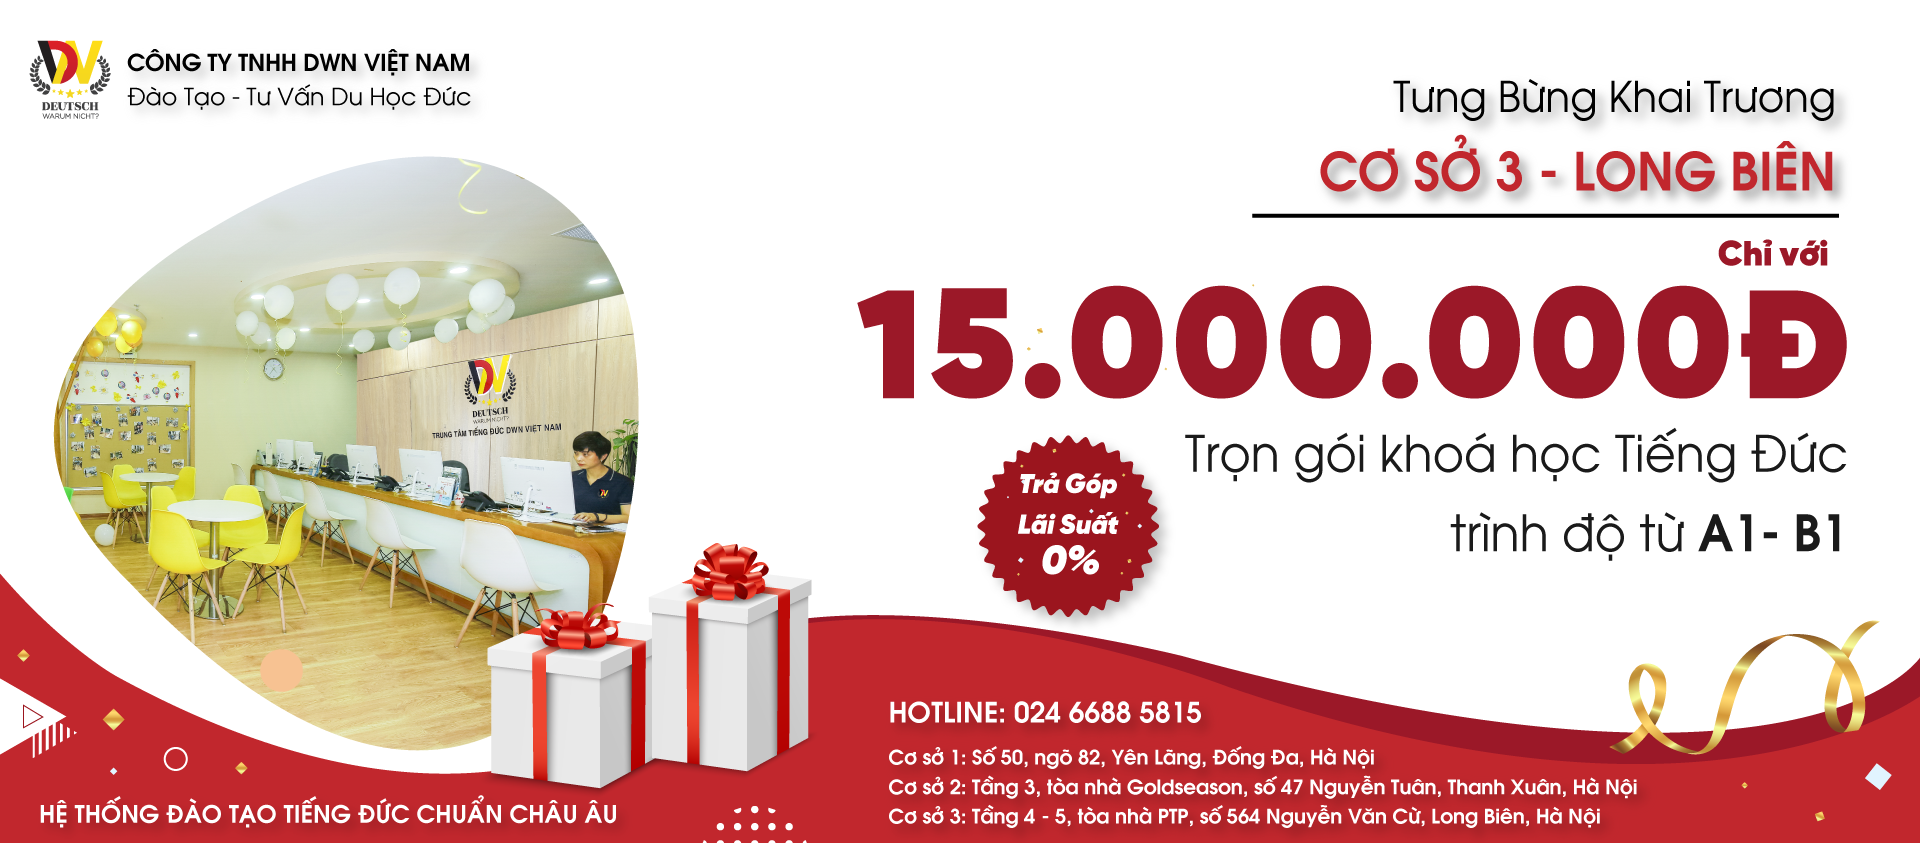 DEUTSCH
WARUM NICHT?
CÔNG TY TNHH DWN VIỆT NAM
Đào Tạo - Tư Vấn Du Học Đức
Tưng Bừng Khai Trương
CƠ SỞ 3 - LONG BIÊN
Chỉ với
15.000.000Đ
Trọn gói khoá học Tiếng Đức
trình độ từ A1- B1
Trả Góp
Lãi Suất
0%
DEUTSCH
WARUM NICHT?
TRUNG TÂM TIẾNG ĐỨC DWN VIỆT NAM
HOTLINE: 024 6688 5815
Cơ sở 1: Số 50, ngõ 82, Yên Lãng, Đống Đa, Hà Nội
Cơ sở 2: Tầng 3, tòa nhà Goldseason, số 47 Nguyễn Tuân, Thanh Xuân, Hà Nội
Cơ sở 3: Tầng 4 - 5, tòa nhà PTP, số 564 Nguyễn Văn Cừ, Long Biên, Hà Nội
HỆ THỐNG ĐÀO TẠO TIẾNG ĐỨC CHUẨN CHÂU ÂU